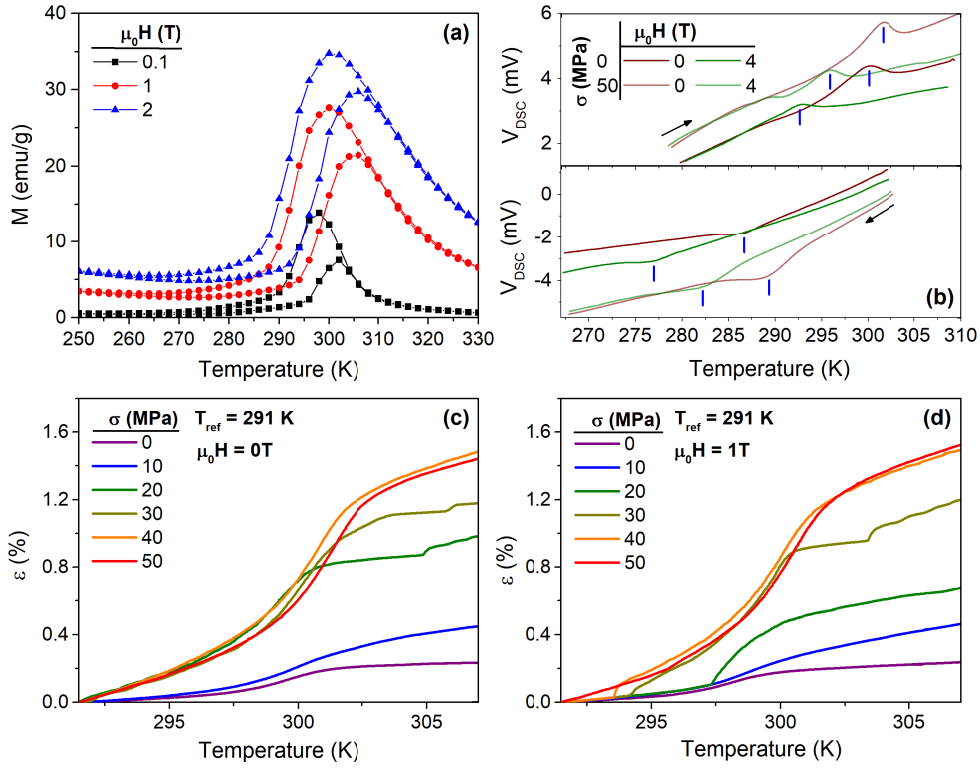 (a)
μ₀H (T)
0.1
1
2
M (emu/g)
40
35
30
25
20
15
10
5
0
250 260 270 280 290 300 310 320 330
Temperature (K)
(b)
σ (MPa)
μ₀H (T)
0 0 4
50 0 4
V_DSC (mV)
6
4
2
V_DSC (mV)
0
-2
-4
270 275 280 285 290 295 300 305 310
Temperature (K)
(c)
σ (MPa)
0
10
20
30
40
50
T_ref = 291 K
μ₀H = 0T
ε (%)
1.6
1.2
0.8
0.4
0.0
295 300 305
Temperature (K)
(d)
σ (MPa)
0
10
20
30
40
50
T_ref = 291 K
μ₀H = 1T
ε (%)
1.6
1.2
0.8
0.4
0.0
295 300 305
Temperature (K)